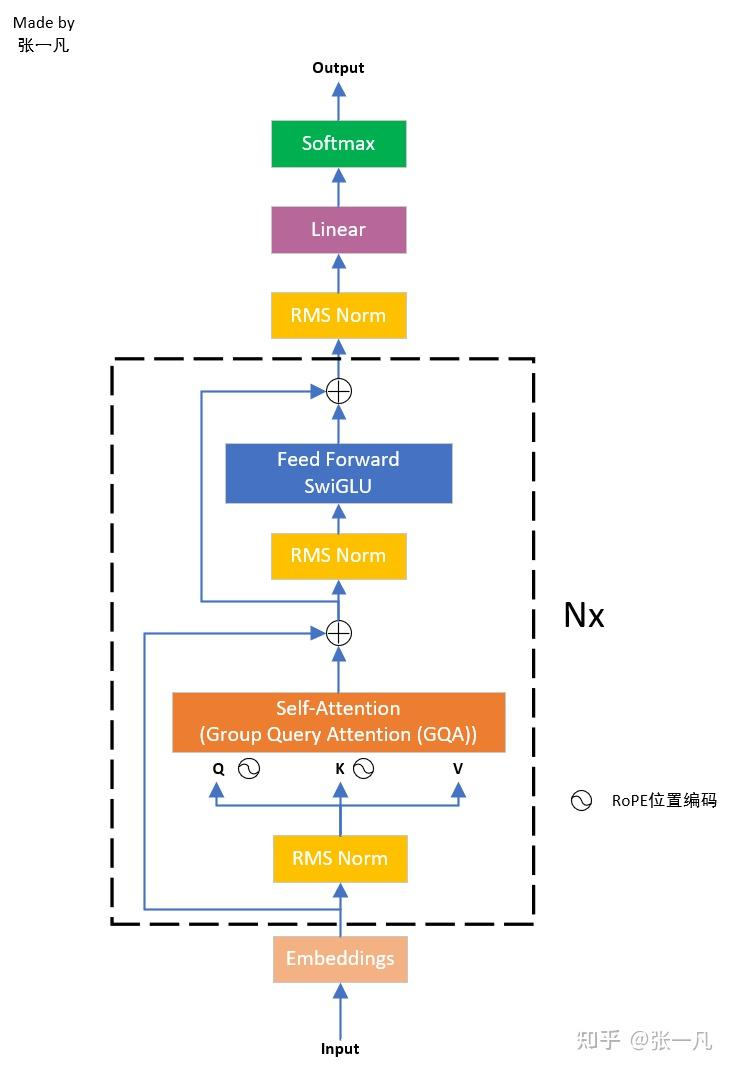 Made by
张一凡
Output
Softmax
Linear
RMS Norm
Feed Forward
SwiGLU
RMS Norm
Nx
Self-Attention
(Group Query Attention (GQA))
Q K V
RoPE位置编码
RMS Norm
Embeddings
Input
知乎 @张一凡